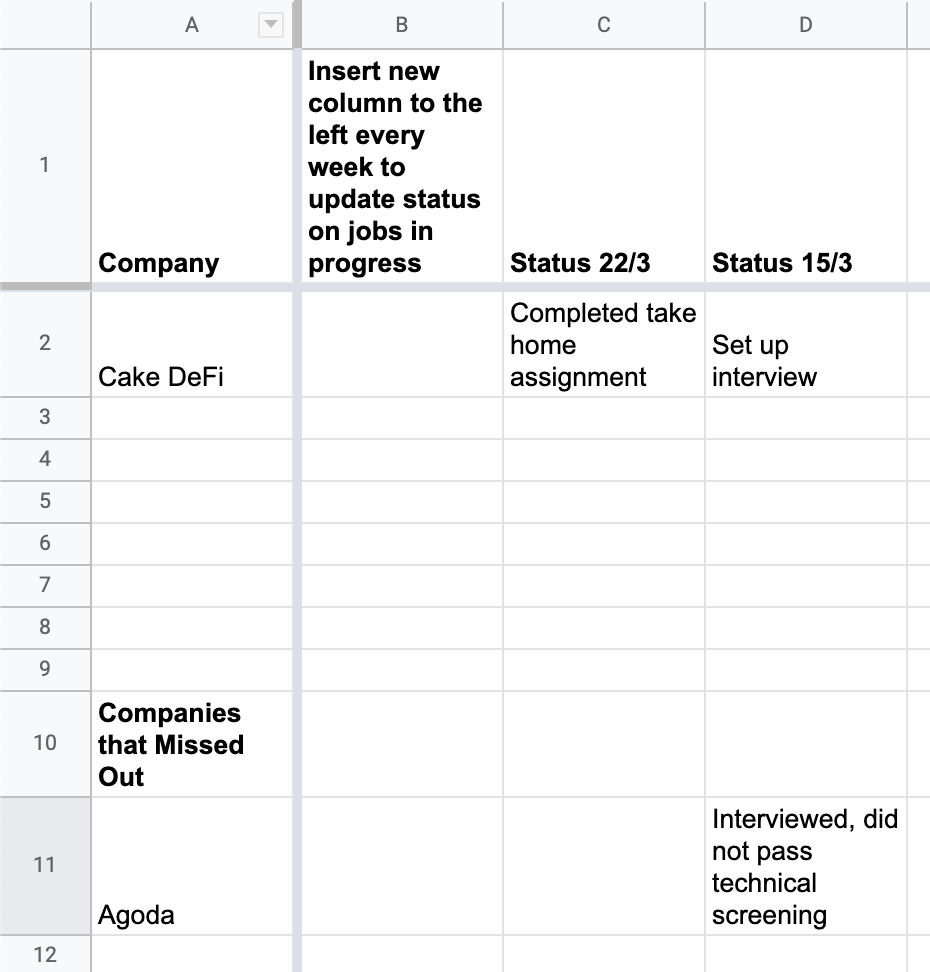 A B C D
1
Company
Insert new
column to the
left every
week to
update status
on jobs in
progress
Status 22/3
Status 15/3
2
Cake DeFi
Completed take
home
assignment
Set up
interview
3
4
5
6
7
8
9
10
Companies
that Missed
Out
11
Agoda
Interviewed, did
not pass
technical
screening
12